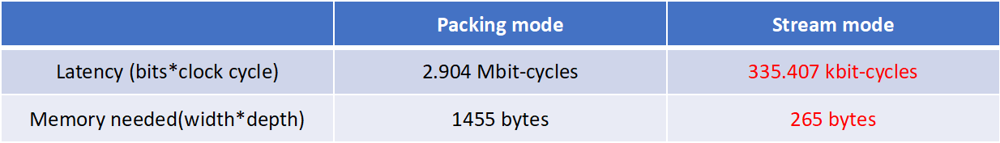 Packing mode Stream mode
Latency (bits*clock cycle) 2.904 Mbit-cycles 335.407 kbit-cycles
Memory needed(width*depth) 1455 bytes 265 bytes